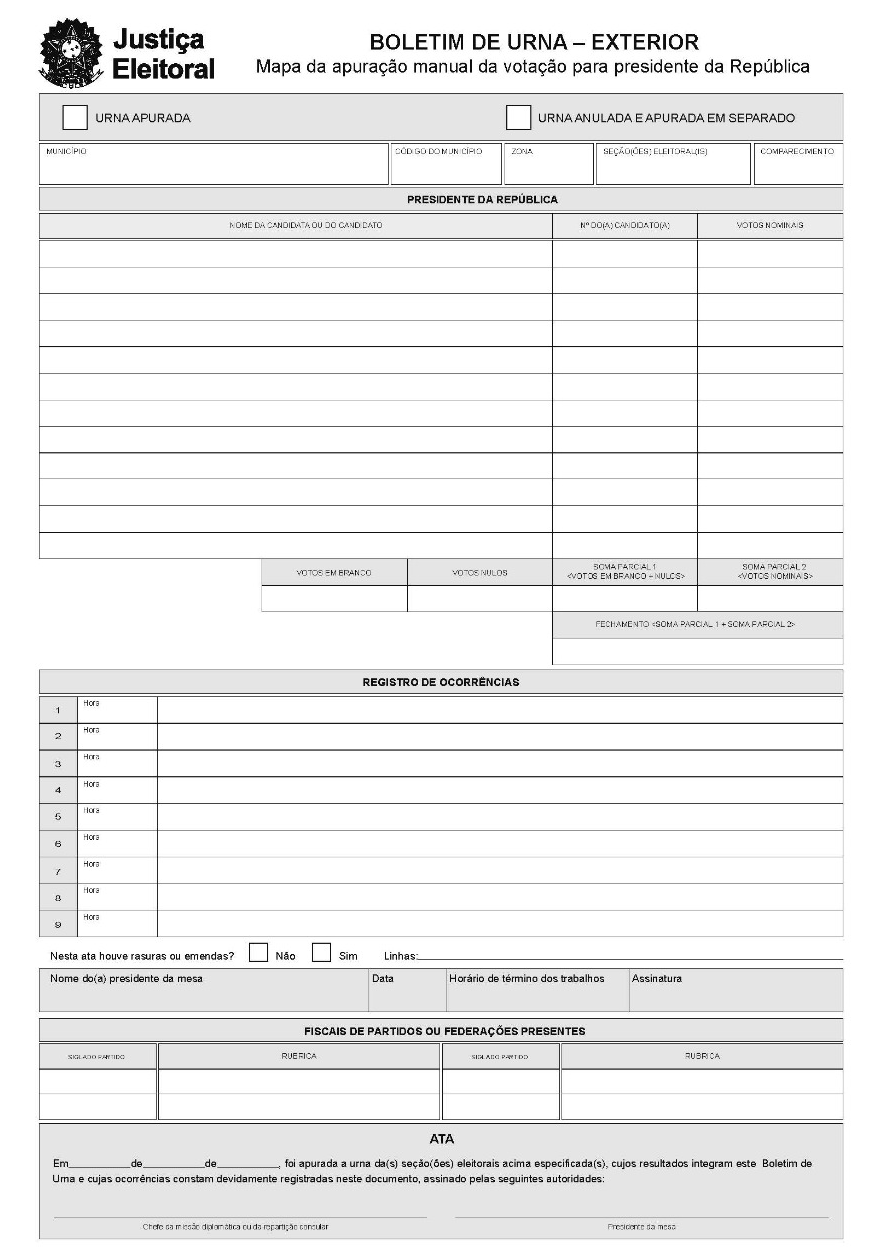 Justiça
Eleitoral
BOLETIM DE URNA – EXTERIOR
Mapa da apuração manual da votação para presidente da República
URNA APURADA
URNA ANULADA E APURADA EM SEPARADO
MUNICÍPIO CÓDIGO DO MUNICÍPIO ZONA SEÇÃO(ÕES) ELEITORAL(IS) COMPARECIMENTO
PRESIDENTE DA REPÚBLICA
NOME DA CANDIDATA OU DO CANDIDATO Nº DO(A) CANDIDATO(A) VOTOS NOMINAIS
VOTOS EM BRANCO VOTOS NULOS
SOMA PARCIAL 1
<VOTOS EM BRANCO + NULOS>
SOMA PARCIAL 2
<VOTOS NOMINAIS>
FECHAMENTO <SOMA PARCIAL 1 + SOMA PARCIAL 2>
REGISTRO DE OCORRÊNCIAS
1 Hora
2 Hora
3 Hora
4 Hora
5 Hora
6 Hora
7 Hora
8 Hora
9 Hora
Nesta ata houve rasuras ou emendas? Não Sim Linhas:
Nome do(a) presidente da mesa Data Horário de término dos trabalhos Assinatura
FISCAIS DE PARTIDOS OU FEDERAÇÕES PRESENTES
SIGLA DO PARTIDO RUBRICA SIGLA DO PARTIDO RUBRICA
ATA
Em___________de___________de___________, foi apurada a urna da(s) seção(ões) eleitorais acima especificada(s), cujos resultados integram este Boletim de
Urna e cujas ocorrências constam devidamente registradas neste documento, assinado pelas seguintes autoridades:
Chefe da missão diplomática ou da repartição consular Presidente da mesa